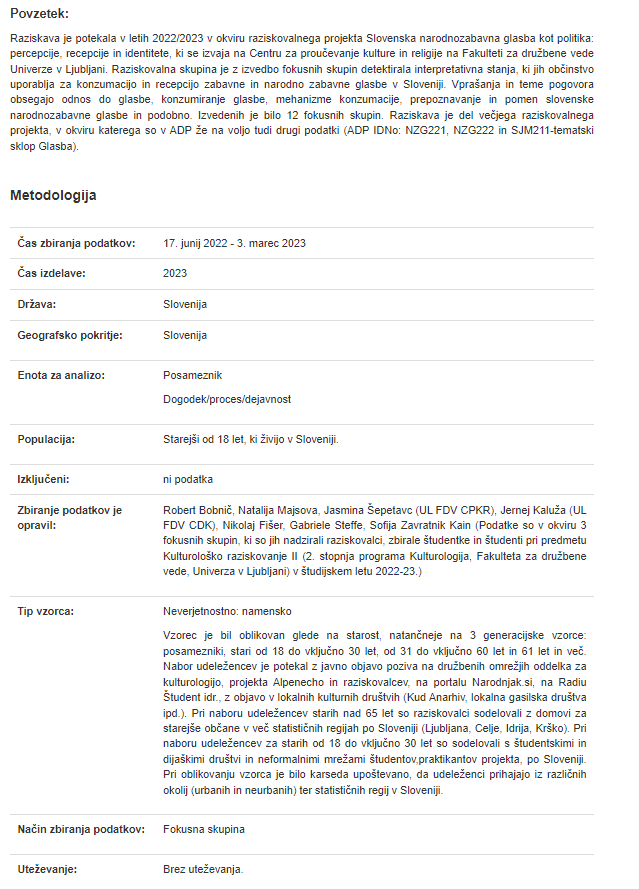 Povzetek:
Raziskava je potekala v letih 2022/2023 v okviru raziskovalnega projekta Slovenska narodnozabavna glasba kot politika:
percepcije, recepcije in identitete, ki se izvaja na Centru za proučevanje kulture in religije na Fakulteti za družbene vede
Univerze v Ljubljani. Raziskovalna skupina je z izvedbo fokusnih skupin detektirala interpretativna stanja, ki jih občinstvo
uporablja za konzumacijo in recepcijo zabavne in narodno zabavne glasbe v Sloveniji. Vprašanja in teme pogovora
obsegajo odnos do glasbe, konzumiranje glasbe, mehanizme konzumacije, prepoznavanje in pomen slovenske
narodnozabavne glasbe in podobno. Izvedenih je bilo 12 fokusnih skupin. Raziskava je del večjega raziskovalnega
projekta, v okviru katerega so v ADP že na voljo tudi drugi podatki (ADP IDNo: NZG221, NZG222 in SJM211-tematski
sklop Glasba).
Metodologija
Čas zbiranja podatkov: 17. junij 2022 - 3. marec 2023
Čas izdelave: 2023
Država: Slovenija
Geografsko pokritje: Slovenija
Enota za analizo: Posameznik
Dogodek/proces/dejavnost
Populacija: Starejši od 18 let, ki živijo v Sloveniji.
Izključeni: ni podatka
Zbiranje podatkov je Robert Bobnič, Natalija Majsova, Jasmina Šepetavc (UL FDV CPKR), Jernej Kaluža (UL
opravil: FDV CDK), Nikolaj Fišer, Gabriele Steffe, Sofija Zavratnik Kain (Podatke so v okviru 3
fokusnih skupin, ki so jih nadzirali raziskovalci, zbirale študentke in študenti pri predmetu
Kulturološko raziskovanje II (2. stopnja programa Kulturologija, Fakulteta za družbene
vede, Univerza v Ljubljani) v študijskem letu 2022-23.)
Tip vzorca: Neverjetnostno: namensko
Vzorec je bil oblikovan glede na starost, natančneje na 3 generacijske vzorce:
posamezniki, stari od 18 do vključno 30 let, od 31 do vključno 60 let in 61 let in več.
Nabor udeležencev je potekal z javno objavo poziva na družbenih omrežjih oddelka za
kulturologijo, projekta Alpenecho in raziskovalcev, na portalu Narodnjak.si, na Radiu
Študent idr., z objavo v lokalnih kulturnih društvih (Kud Anarhiv, lokalna gasilska društva
ipd.). Pri naboru udeležencev starih nad 65 let so raziskovalci sodelovali z domovi za
starejše občane v več statističnih regijah po Sloveniji (Ljubljana, Celje, Idrija, Krško). Pri
naboru udeležencev za starih od 18 do vključno 30 let so sodelovali s študentskimi in
dijaškimi društvi in neformalnimi mrežami študentov,praktikantov projekta, po Sloveniji.
Pri oblikovanju vzorca je bilo karseda upoštevano, da udeleženci prihajajo iz različnih
okolij (urbanih in neurbanih) ter statističnih regij v Sloveniji.
Način zbiranja podatkov: Fokusna skupina
Uteževanje: Brez uteževanja.